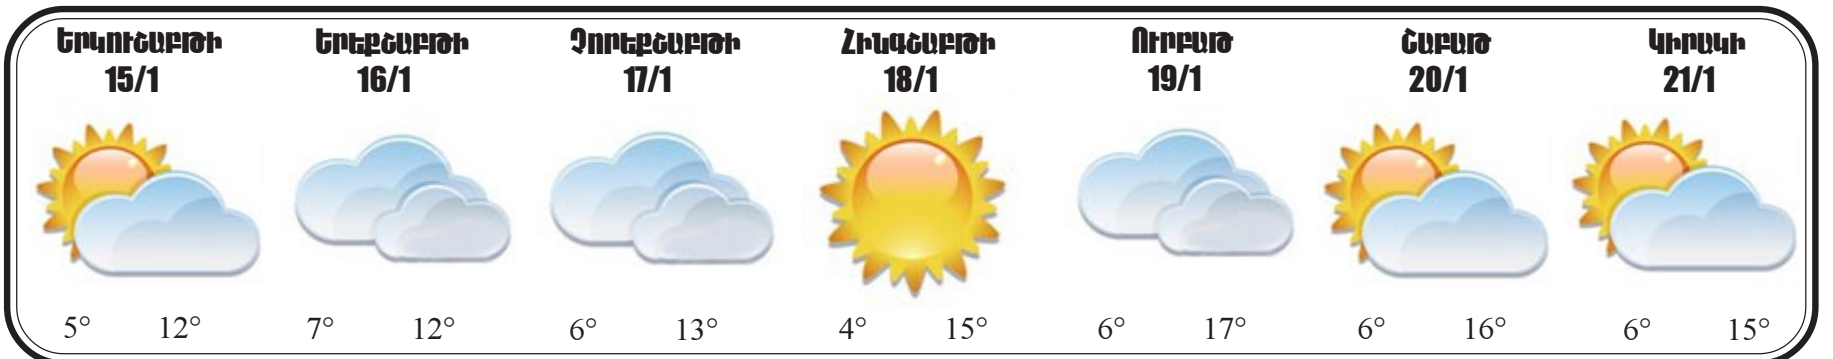 Երկուշաբթի Երեքշաբթի Չորեքշաբթի Հինգշաբթի Ուրբաթ Շաբաթ Կիրակի
15/1 16/1 17/1 18/1 19/1 20/1 21/1
5° 12° 7° 12° 6° 13° 4° 15° 6° 17° 6° 16° 6° 15°